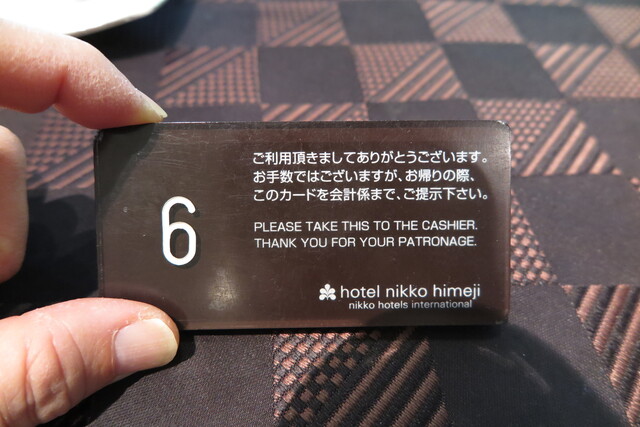 6
ご利用頂きましてありがとうございます。
お手数ではございますが、お帰りの際、
このカードを会計係まで、ご提示下さい。
PLEASE TAKE THIS TO THE CASHIER.
THANK YOU FOR YOUR PATRONAGE.
hotel nikko himeji
nikko hotels international